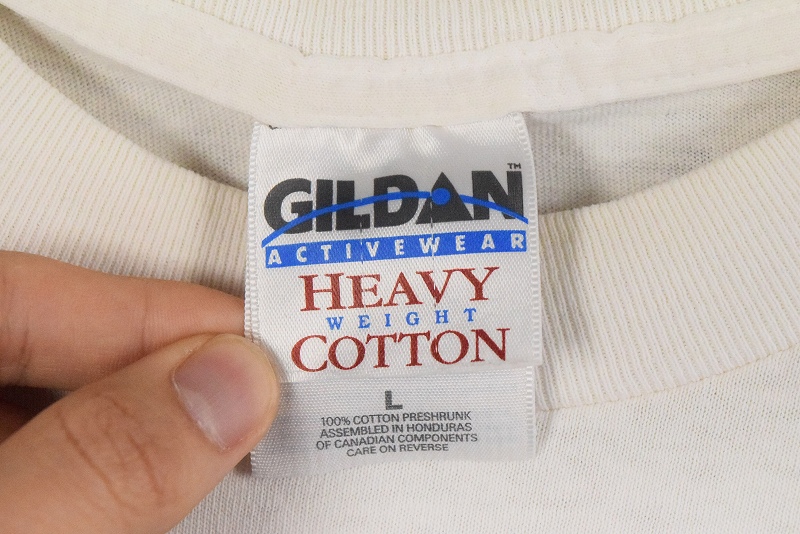 GILDAN™
ACTIVEWEAR
HEAVY
WEIGHT
COTTON
L
100% COTTON PRESHRUNK
ASSEMBLED IN HONDURAS
OF CANADIAN COMPONENTS
CARE ON REVERSE